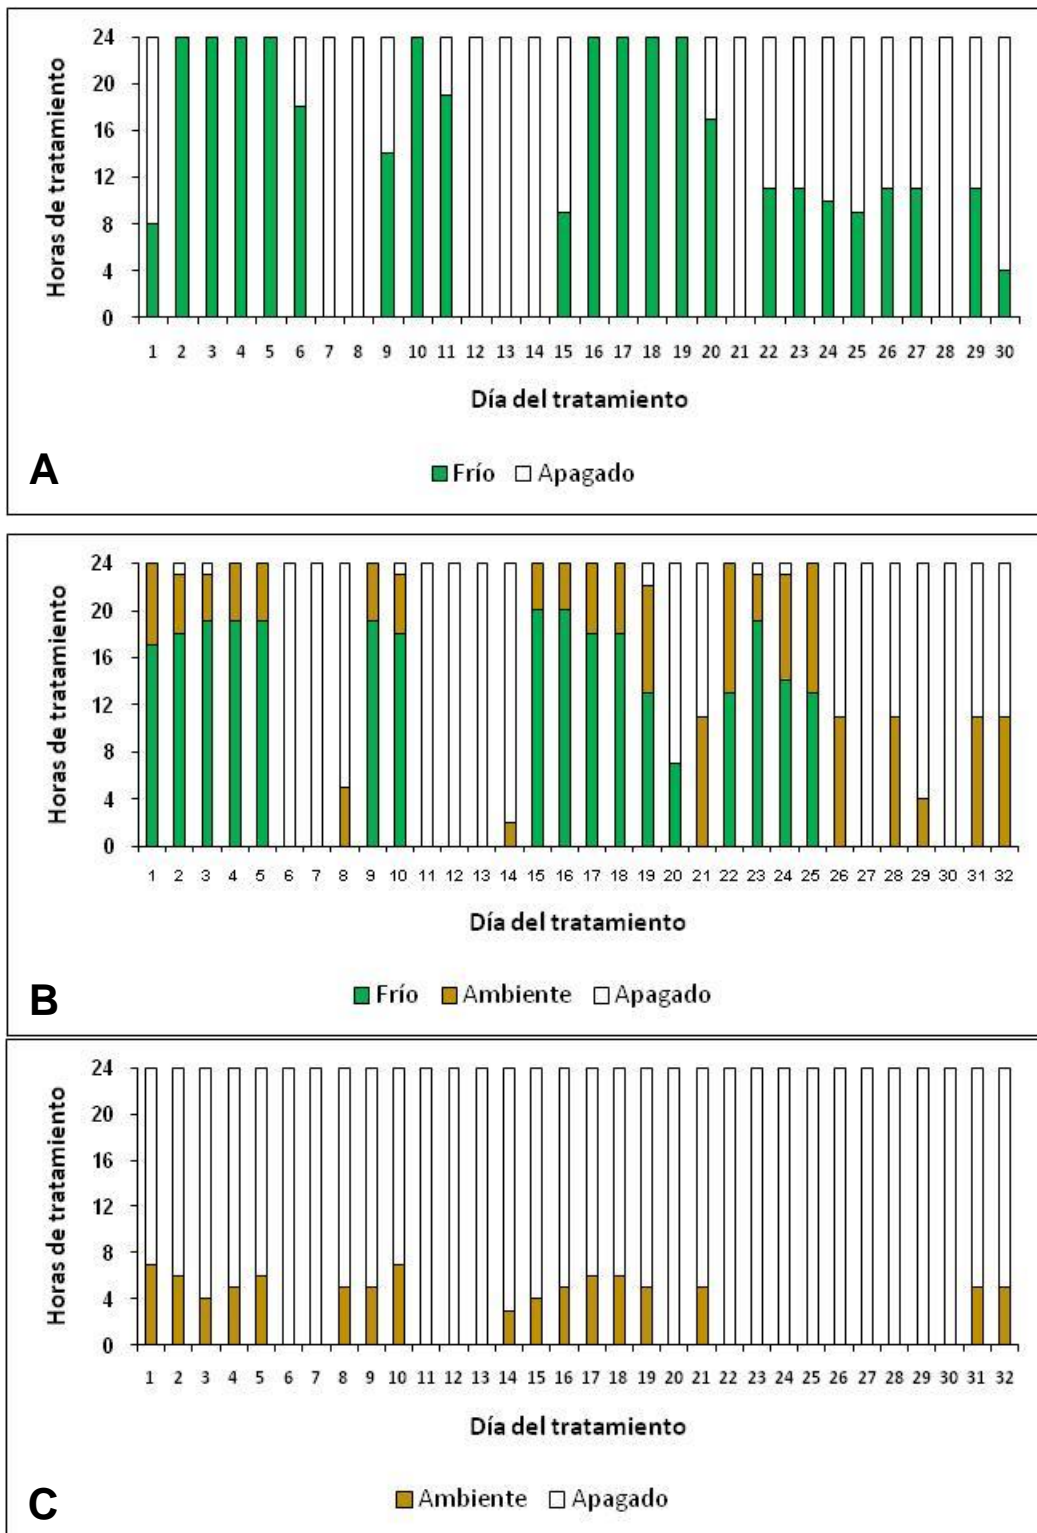 24
20
16
12
8
4
0
Horas de tratamiento
1 2 3 4 5 6 7 8 9 10 11 12 13 14 15 16 17 18 19 20 21 22 23 24 25 26 27 28 29 30
Día del tratamiento
Frío Apagado
A
24
20
16
12
8
4
0
Horas de tratamiento
1 2 3 4 5 6 7 8 9 10 11 12 13 14 15 16 17 18 19 20 21 22 23 24 25 26 27 28 29 30 31 32
Día del tratamiento
Frío Ambiente Apagado
B
24
20
16
12
8
4
0
Horas de tratamiento
1 2 3 4 5 6 7 8 9 10 11 12 13 14 15 16 17 18 19 20 21 22 23 24 25 26 27 28 29 30 31 32
Día del tratamiento
Ambiente Apagado
C